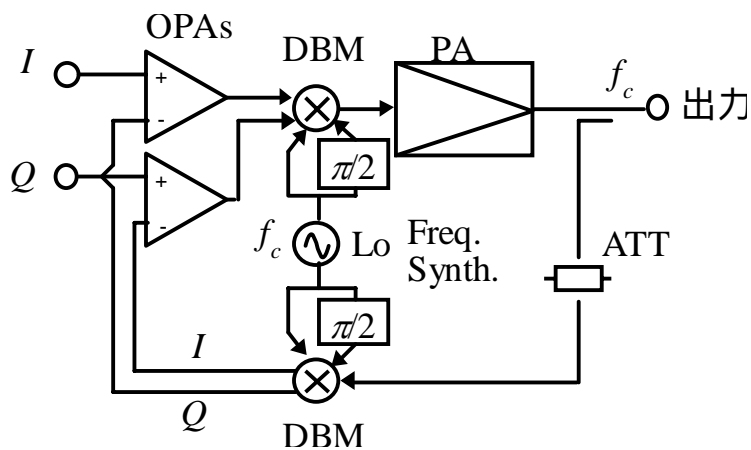 OPAs
DBM
PA
I
+
-
Q
+
-
π/2
f_c
出力
f_c
Lo
Freq.
Synth.
ATT
π/2
I
Q
DBM